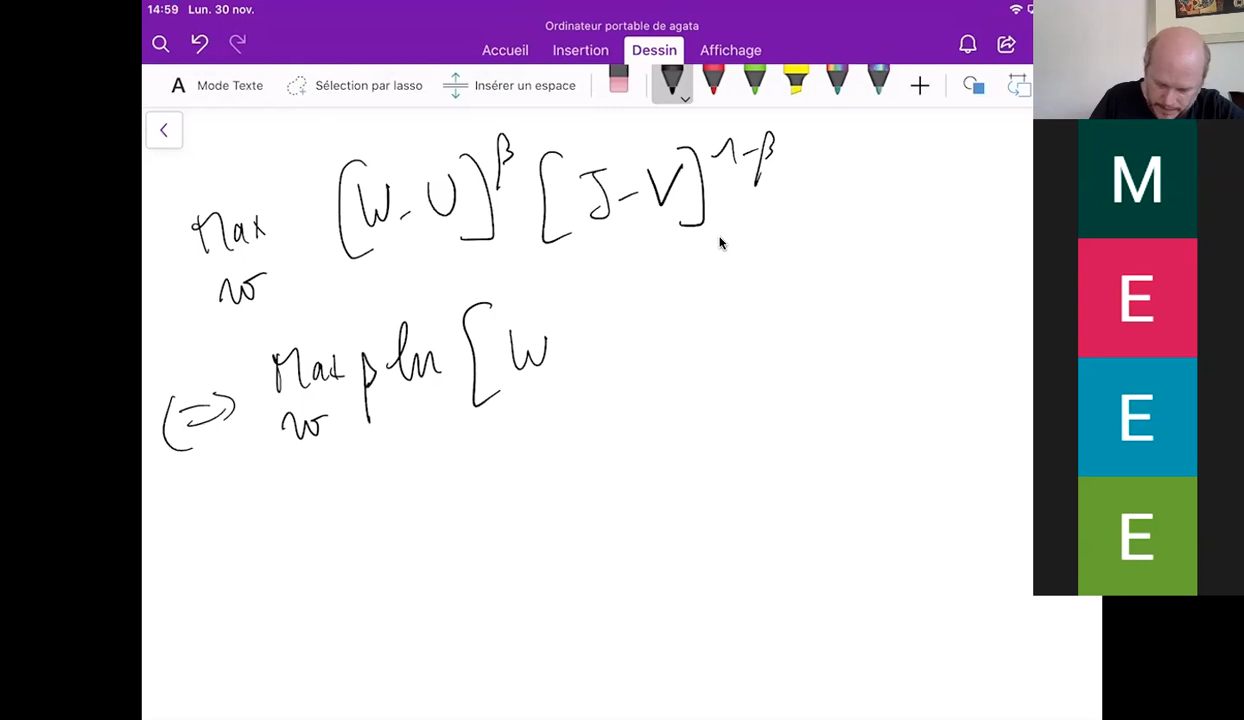 14:59 Lun. 30 nov.
Ordinateur portable de agata
Accueil Insertion Dessin Affichage
A Mode Texte Sélection par lasso Insérer un espace
Max [W-U]^β [J-V]^1-β
w
<=> Max β ln [W
w
M
E
E
E